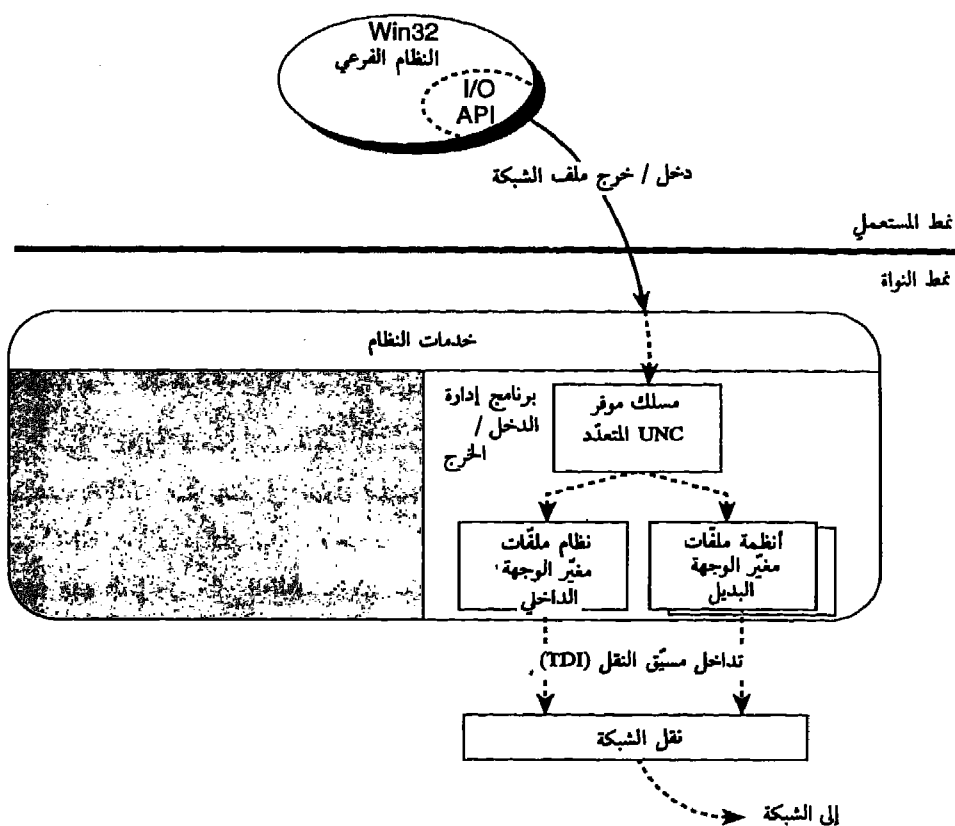 Win32
النظام الفرعي
I/O
API
دخل / خرج ملف الشبكة
نمط المستعمل
نمط النواة
خدمات النظام
برنامج إدارة
الدخل /
الخرج
مسلك موفر
UNC المتعدّد
نظام ملفّات
مغيّر الوجهة
الداخلي
أنظمة ملفّات
مغيّر الوجهة
البديل
تداخل مسيّق النقل (TDI)
نقل الشبكة
إلى الشبكة